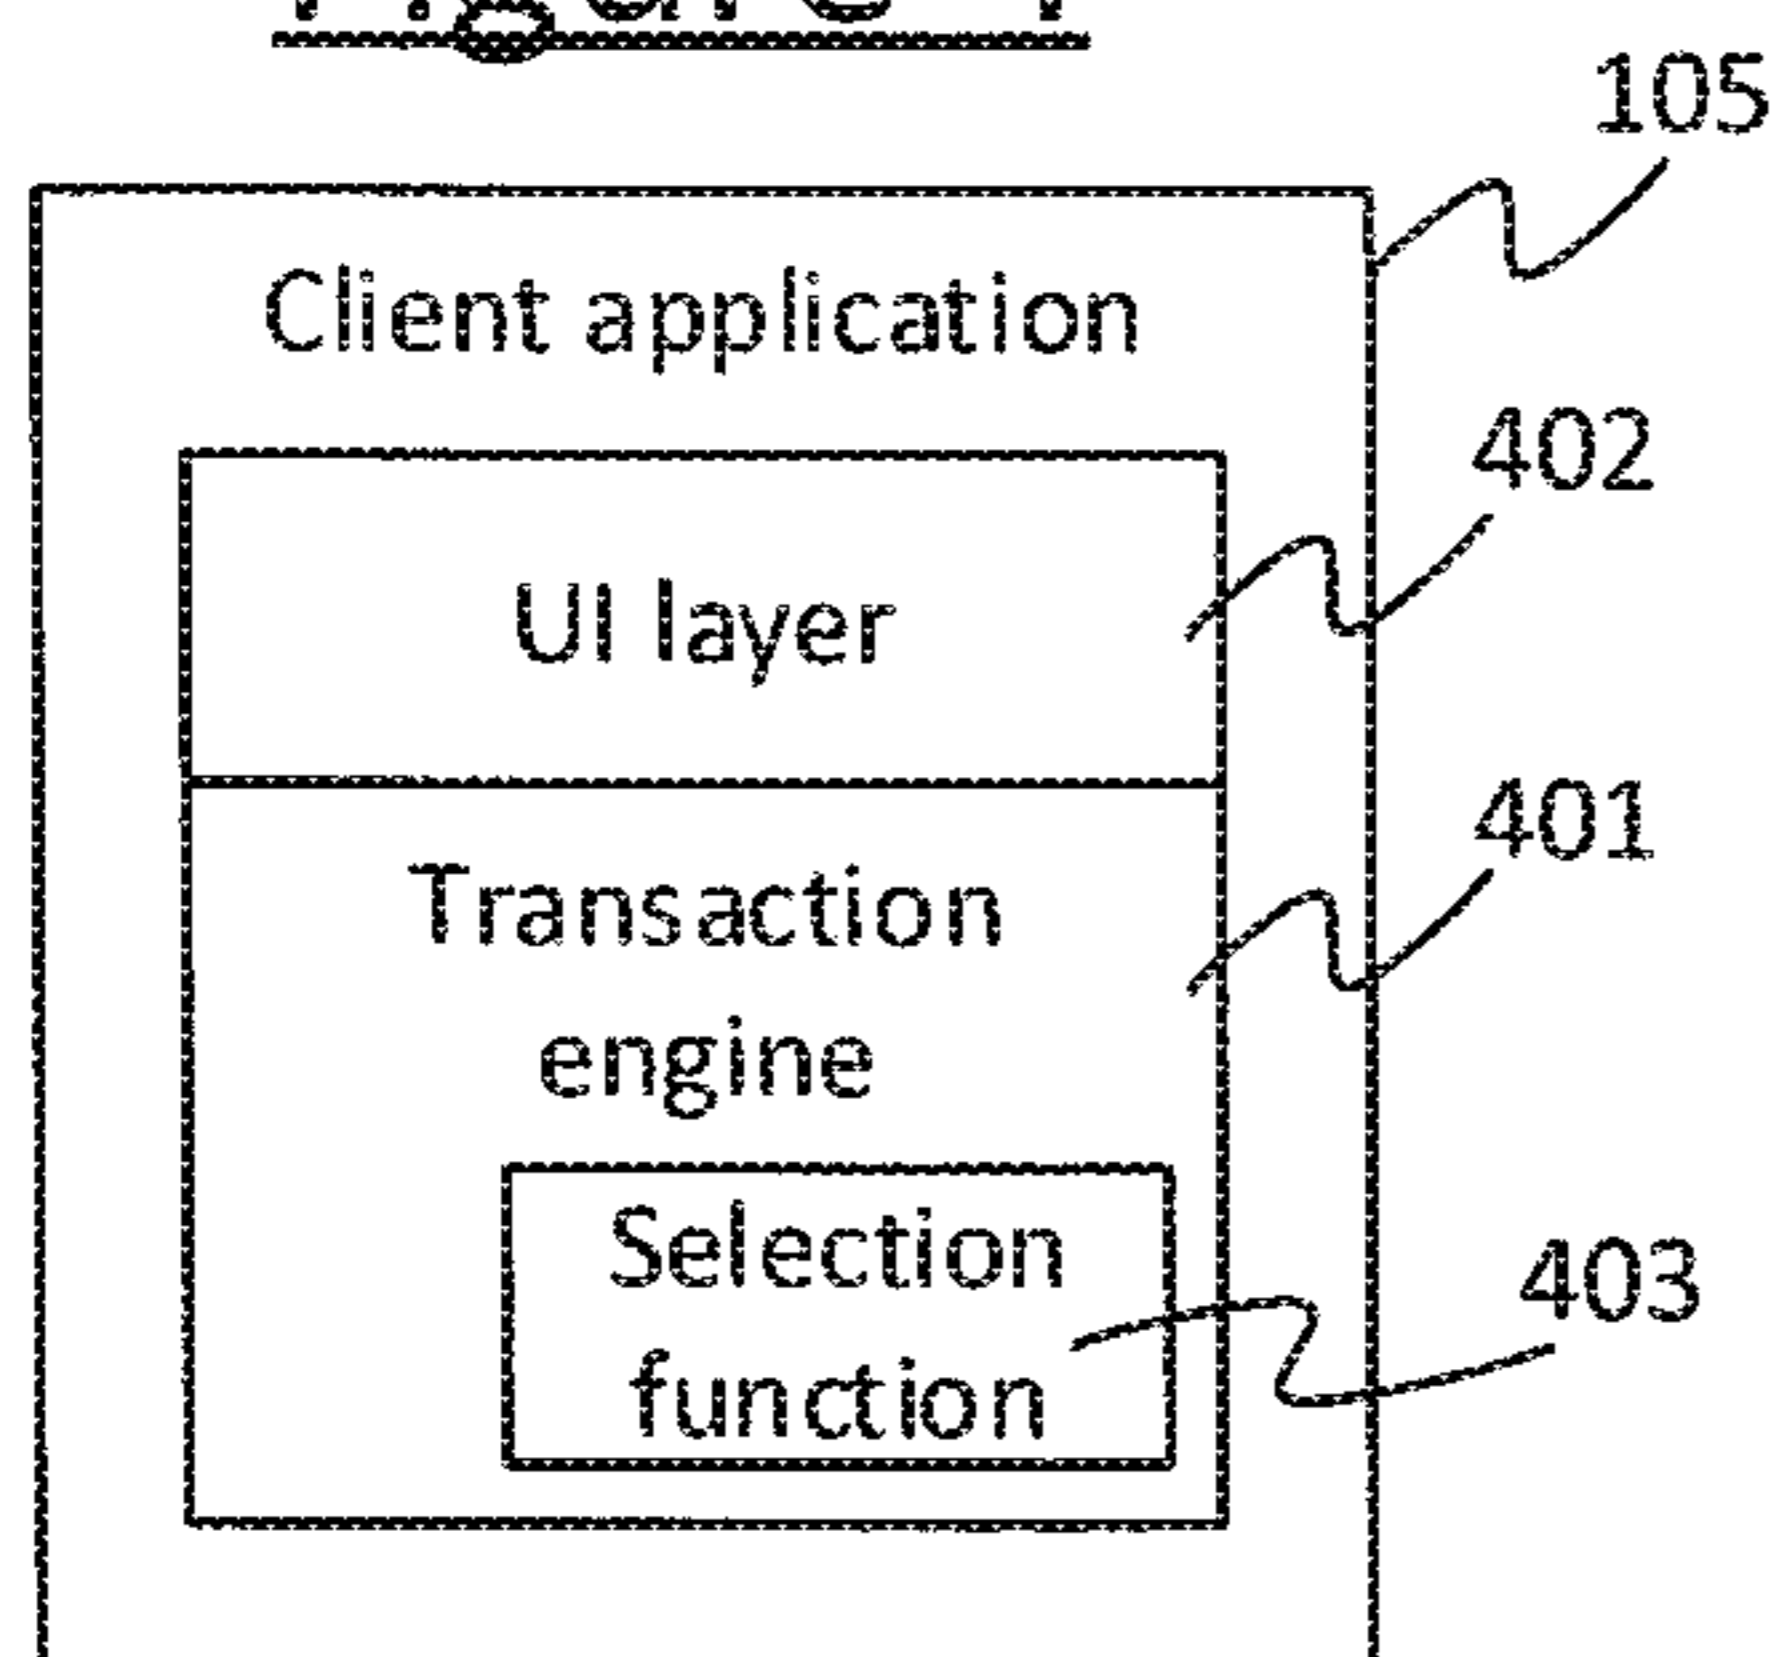 105
Client application
402
UI layer
401
Transaction
engine
Selection
403
function